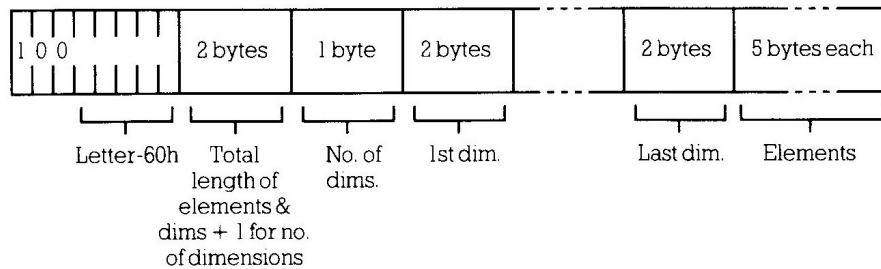 1 0 0
2 bytes
1 byte
2 bytes
2 bytes
5 bytes each
Letter-60h
Total
length of
elements &
dims + 1 for no.
of dimensions
No. of
dims.
1st dim.
Last dim.
Elements